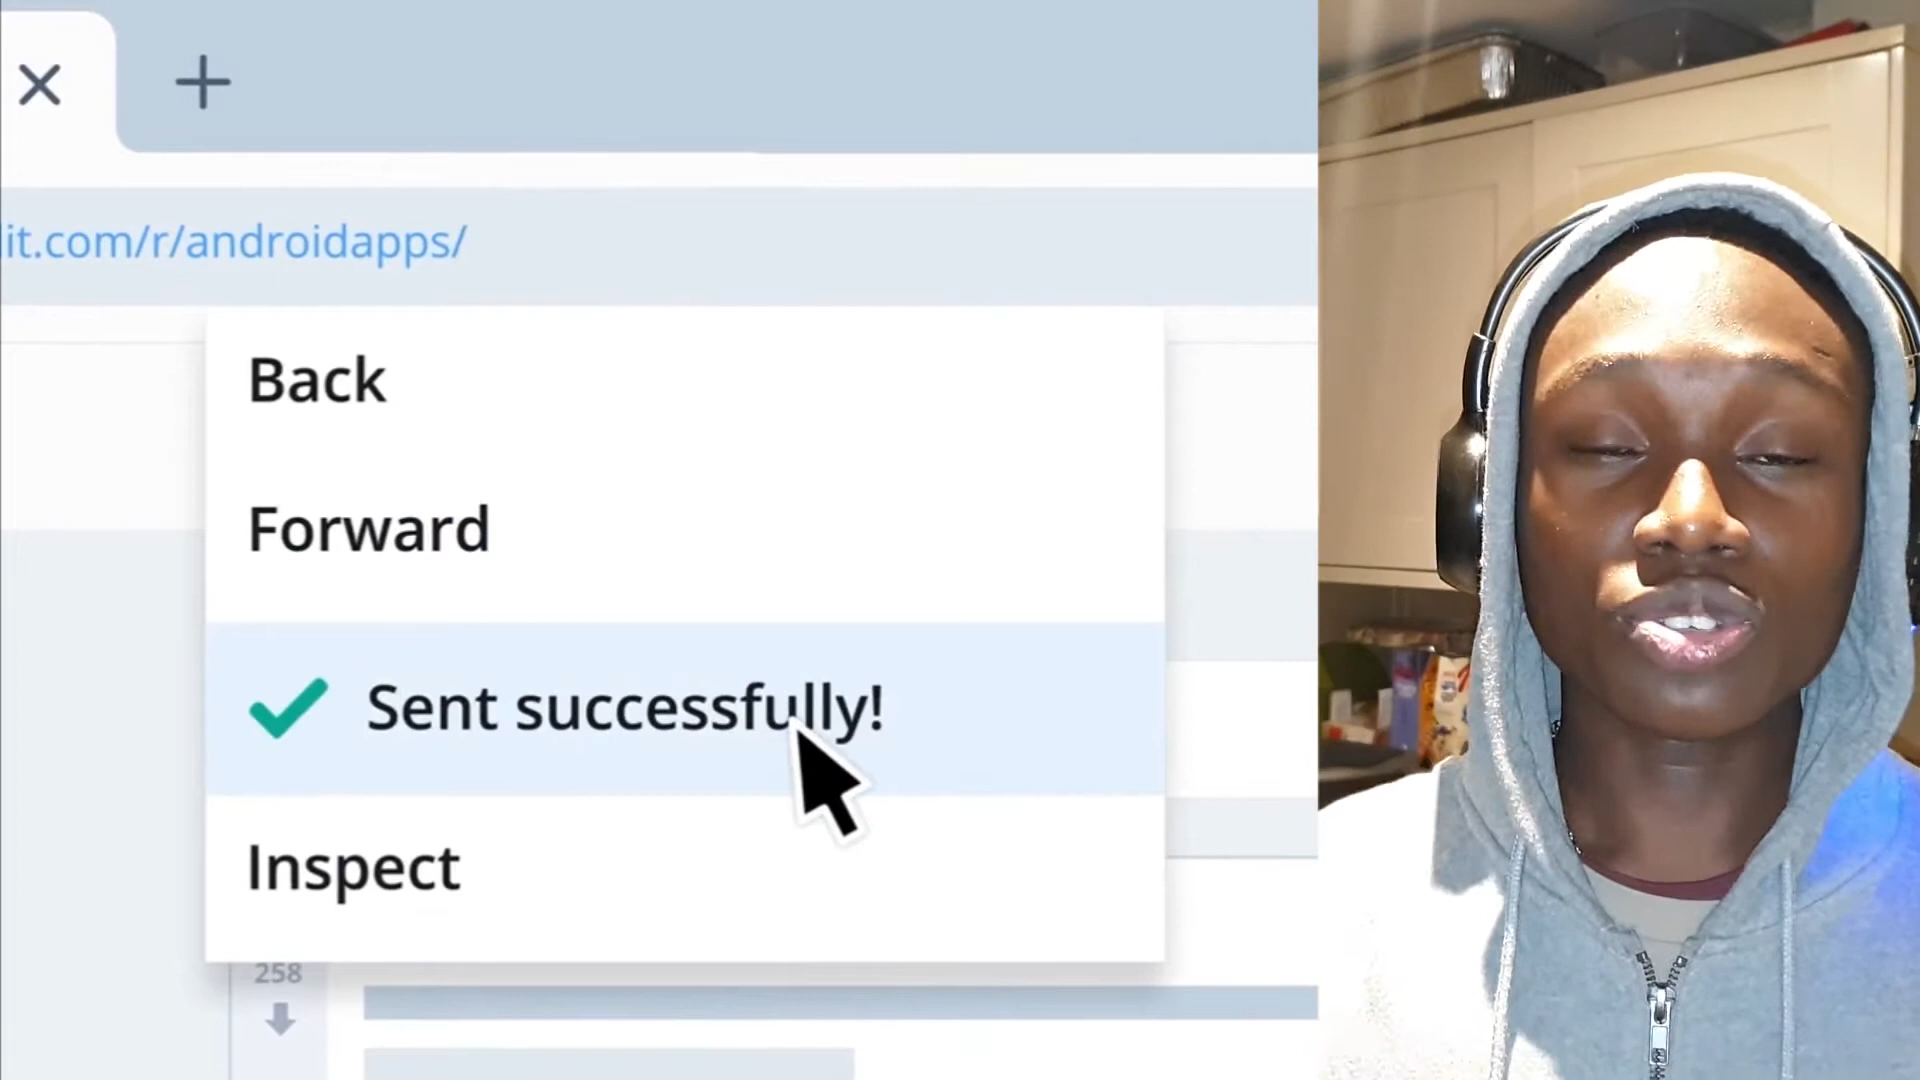 it.com/r/androidapps/
Back
Forward
Sent successfully!
Inspect
258